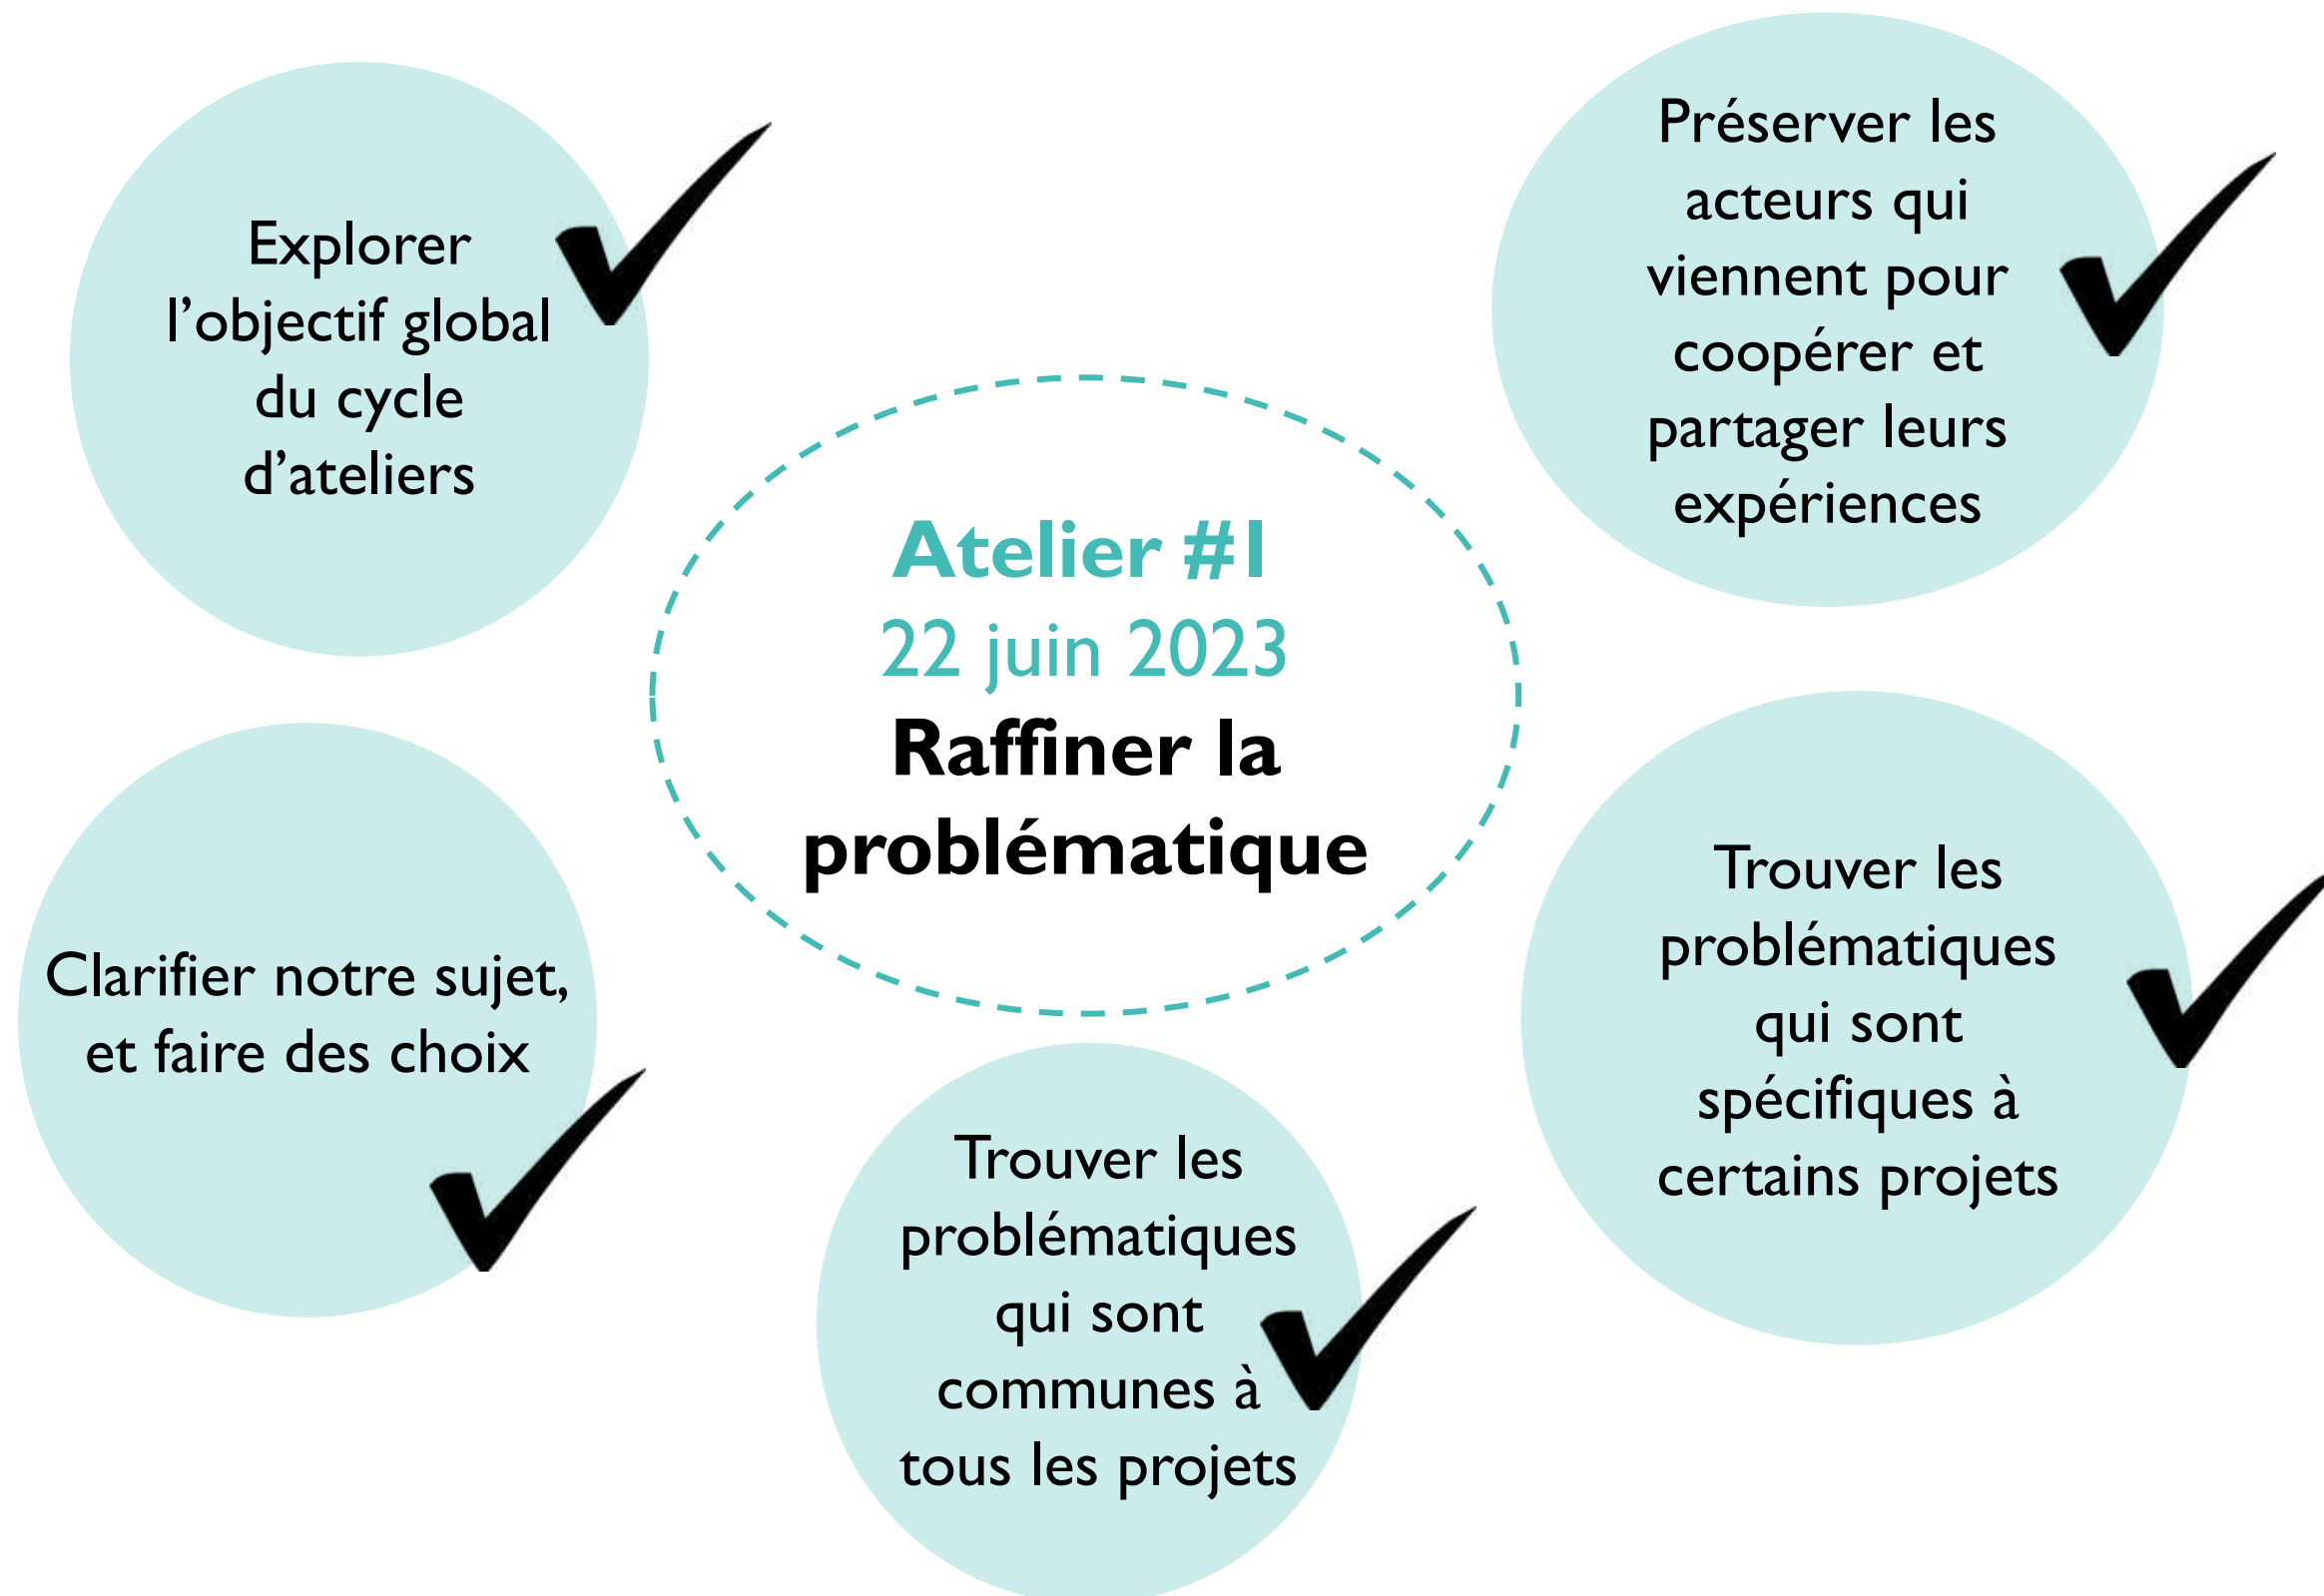 Explorer
l’objectif global
du cycle
d’ateliers
Préserver les
acteurs qui
viennent pour
coopérer et
partager leurs
expériences
Atelier #1
22 juin 2023
Raffiner la
problématique
Clarifier notre sujet,
et faire des choix
Trouver les
problématiques
qui sont
communes à
tous les projets
Trouver les
problématiques
qui sont
spécifiques à
certains projets